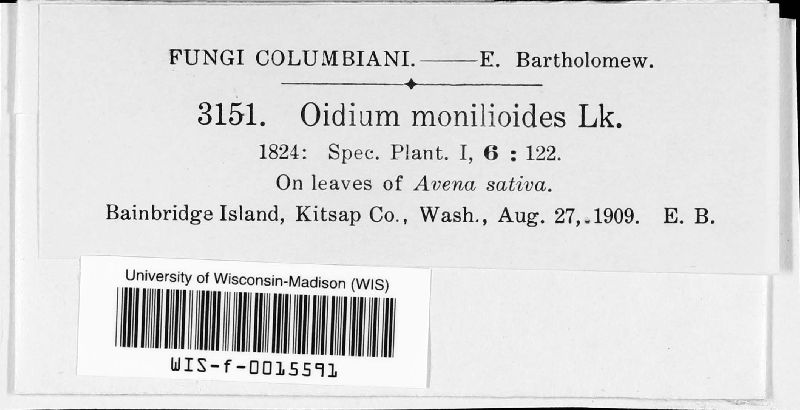 FUNGI COLUMBIANI.——E. Bartholomew.
3151. Oidium monilioides Lk.
1824: Spec. Plant. I, 6 : 122.
On leaves of Avena sativa.
Bainbridge Island, Kitsap Co., Wash., Aug. 27, 1909. E. B.
University of Wisconsin-Madison (WIS)
WIS-f-0015591